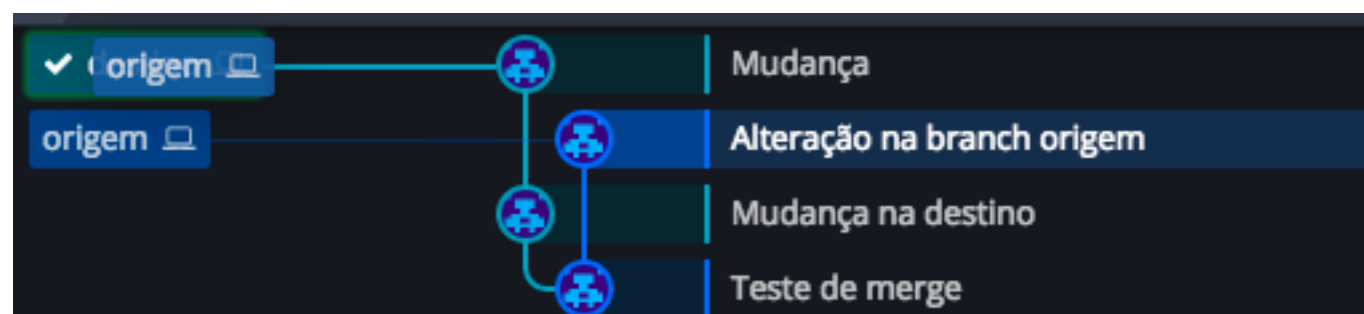 origem
Mudança
origem
Alteração na branch origem
Mudança na destino
Teste de merge